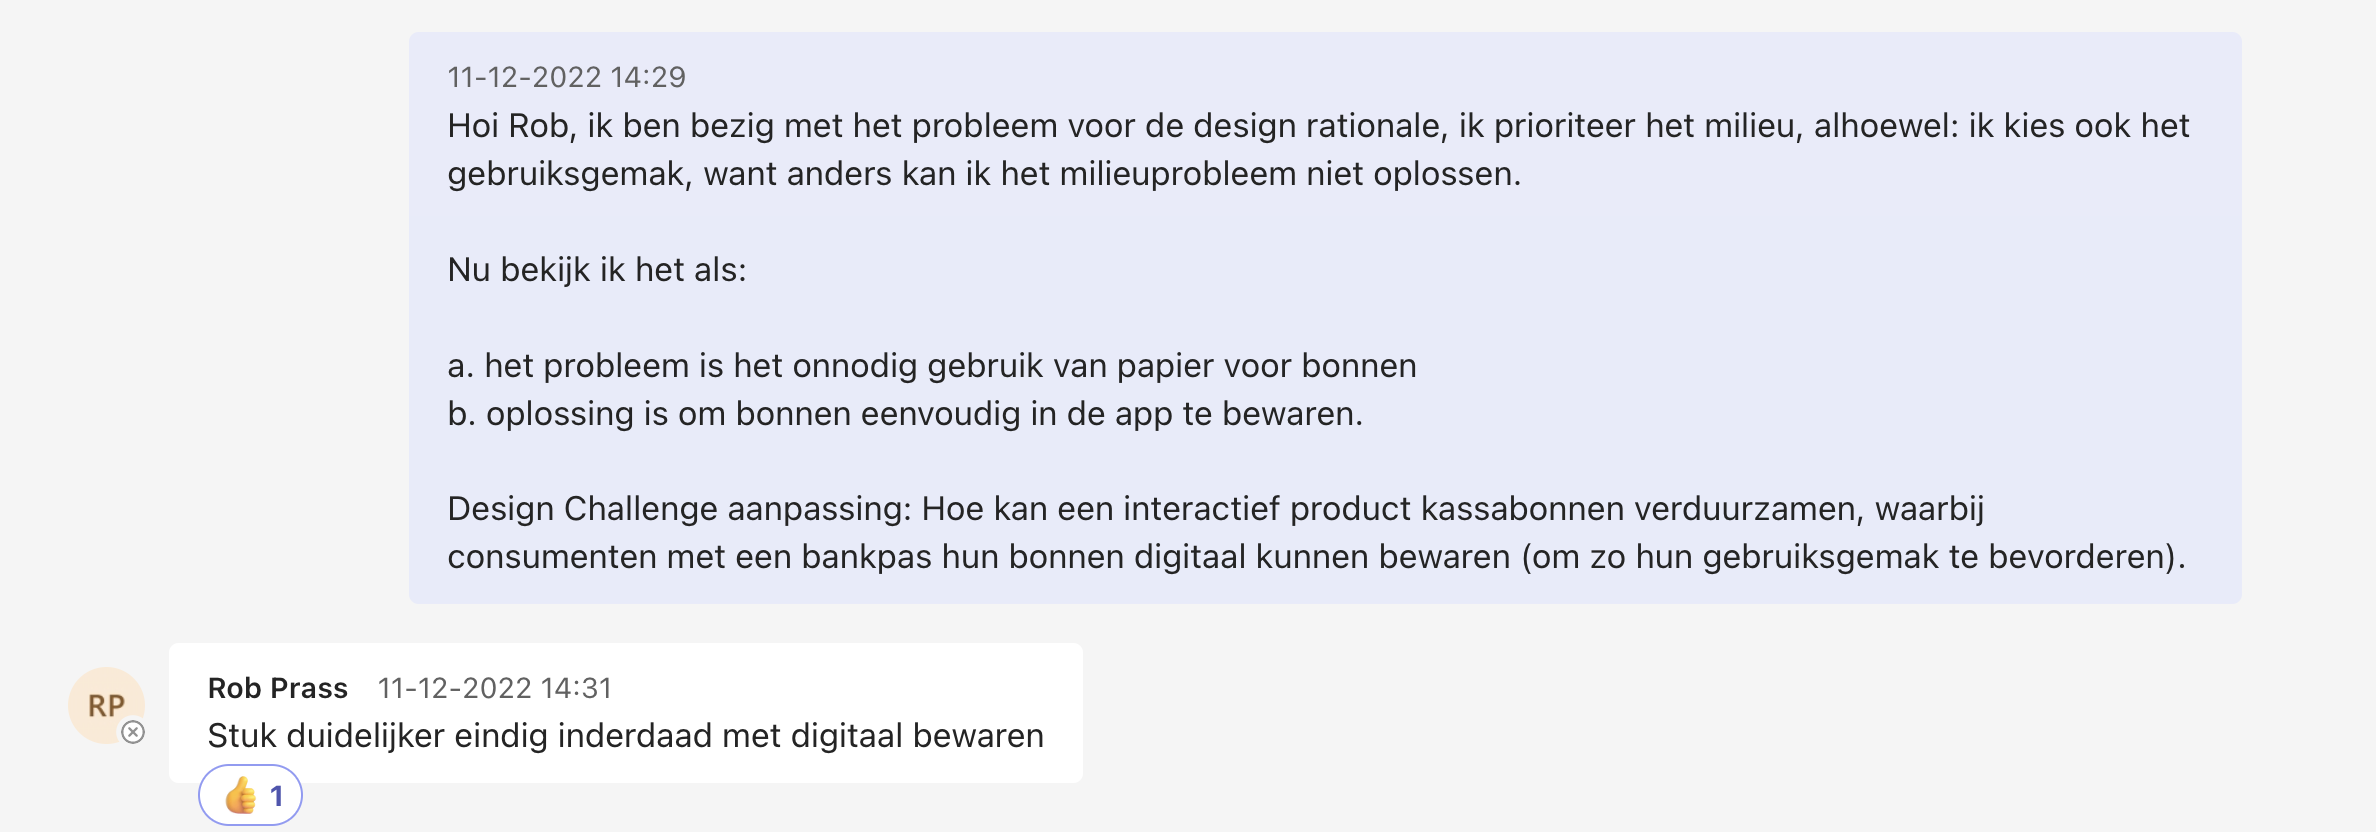 11-12-2022 14:29
Hoi Rob, ik ben bezig met het probleem voor de design rationale, ik prioriteer het milieu, alhoewel: ik kies ook het
gebruiksgemak, want anders kan ik het milieuprobleem niet oplossen.
Nu bekijk ik het als:
a. het probleem is het onnodig gebruik van papier voor bonnen
b. oplossing is om bonnen eenvoudig in de app te bewaren.
Design Challenge aanpassing: Hoe kan een interactief product kassabonnen verduurzamen, waarbij
consumenten met een bankpas hun bonnen digitaal kunnen bewaren (om zo hun gebruiksgemak te bevorderen).
RP
Rob Prass 11-12-2022 14:31
Stuk duidelijker eindig inderdaad met digitaal bewaren
👍 1